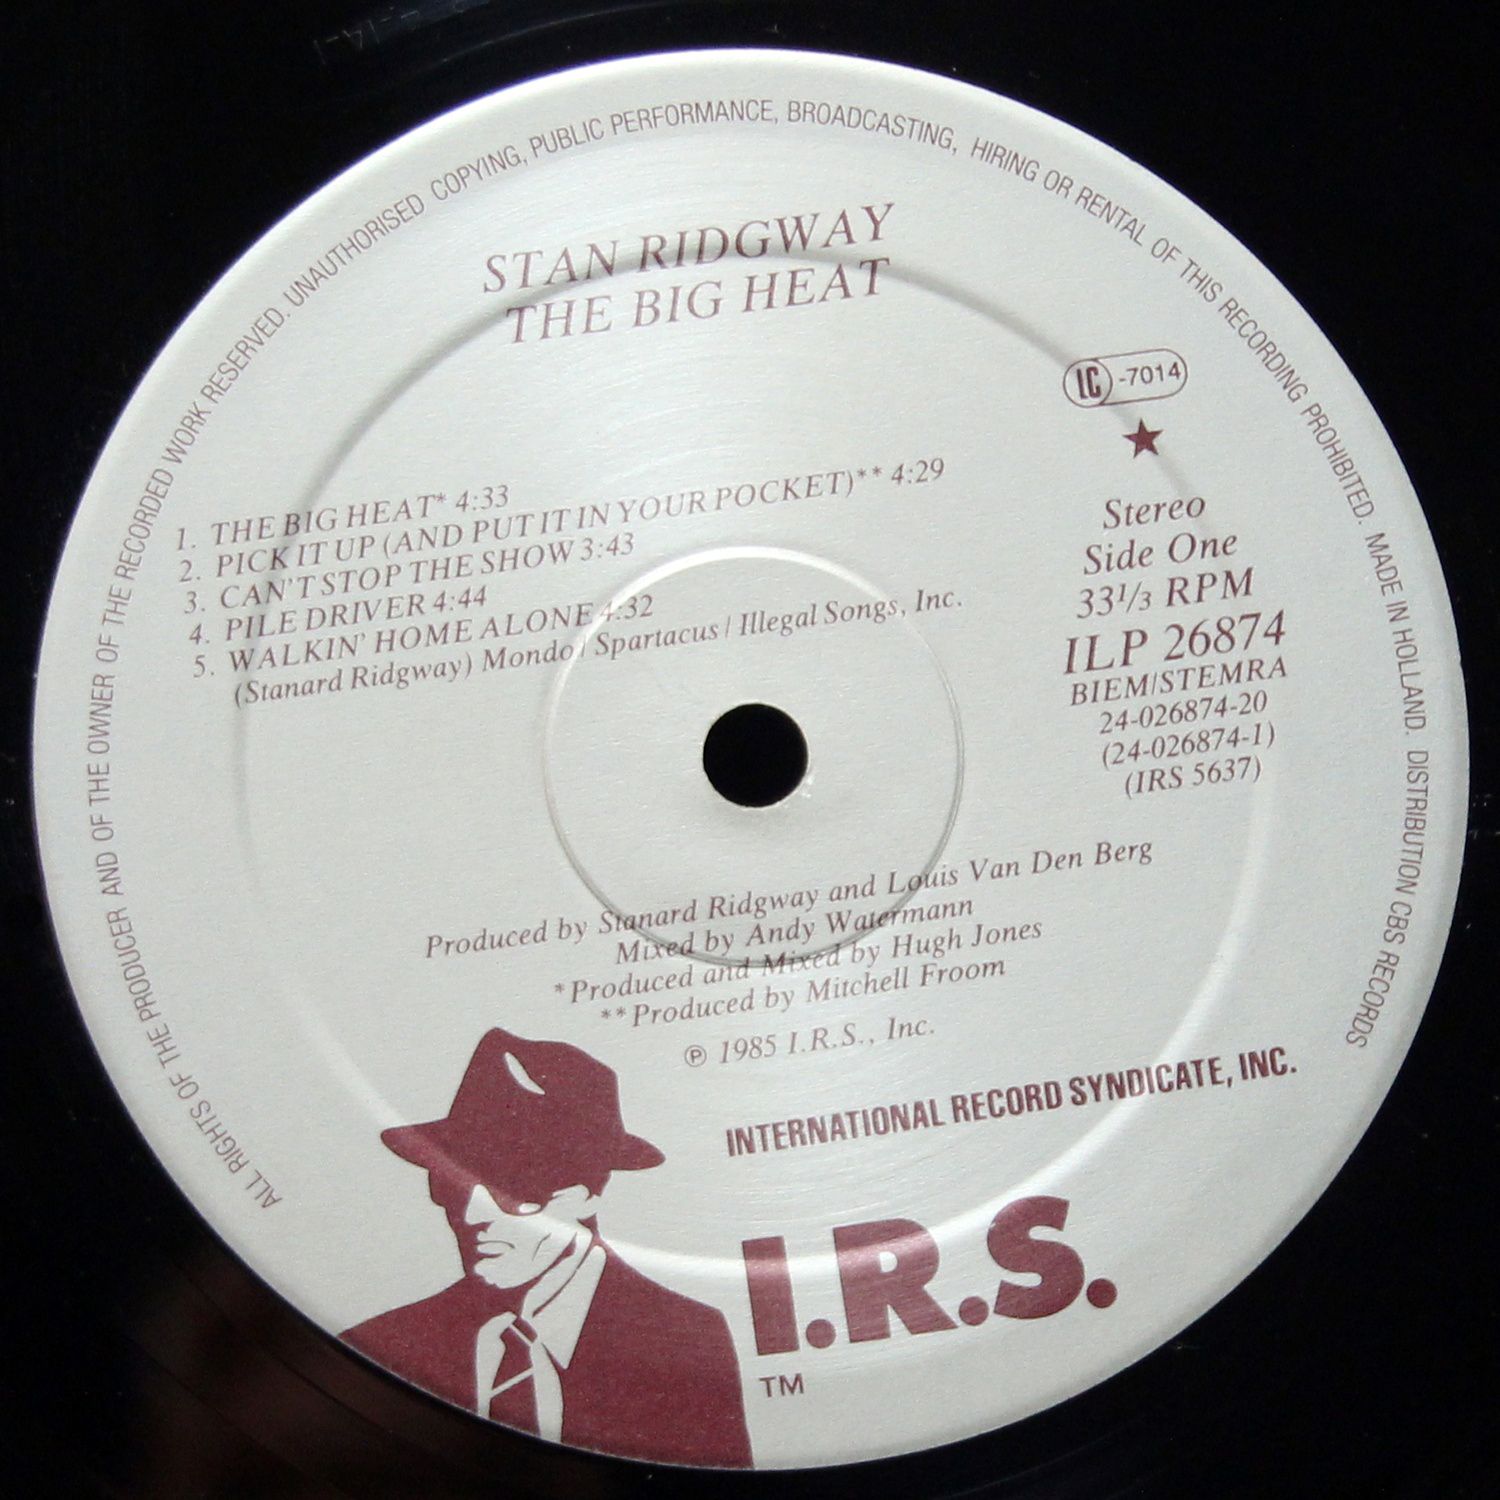 ALL RIGHTS OF THE PRODUCER AND OF THE OWNER OF THE RECORDED WORK RESERVED. UNAUTHORISED COPYING, PUBLIC PERFORMANCE, BROADCASTING, HIRING OR RENTAL OF THIS RECORDING PROHIBITED. MADE IN HOLLAND. DISTRIBUTION CBS RECORDS
STAN RIDGWAY
THE BIG HEAT
LC -7014
★
1. THE BIG HEAT* 4:33
2. PICK IT UP (AND PUT IT IN YOUR POCKET)** 4:29
3. CAN'T STOP THE SHOW 3:43
4. PILE DRIVER 4:44
5. WALKIN' HOME ALONE 4:32
(Stanard Ridgway) Mondo / Spartacus / Illegal Songs, Inc.
Stereo
Side One
33⅓ RPM
ILP 26874
BIEM/STEMRA
24-026874-20
(24-026874-1)
(IRS 5637)
Produced by Stanard Ridgway and Louis Van Den Berg
Mixed by Andy Watermann
*Produced and Mixed by Hugh Jones
**Produced by Mitchell Froom
℗ 1985 I.R.S., Inc.
INTERNATIONAL RECORD SYNDICATE, INC.
I.R.S.
TM